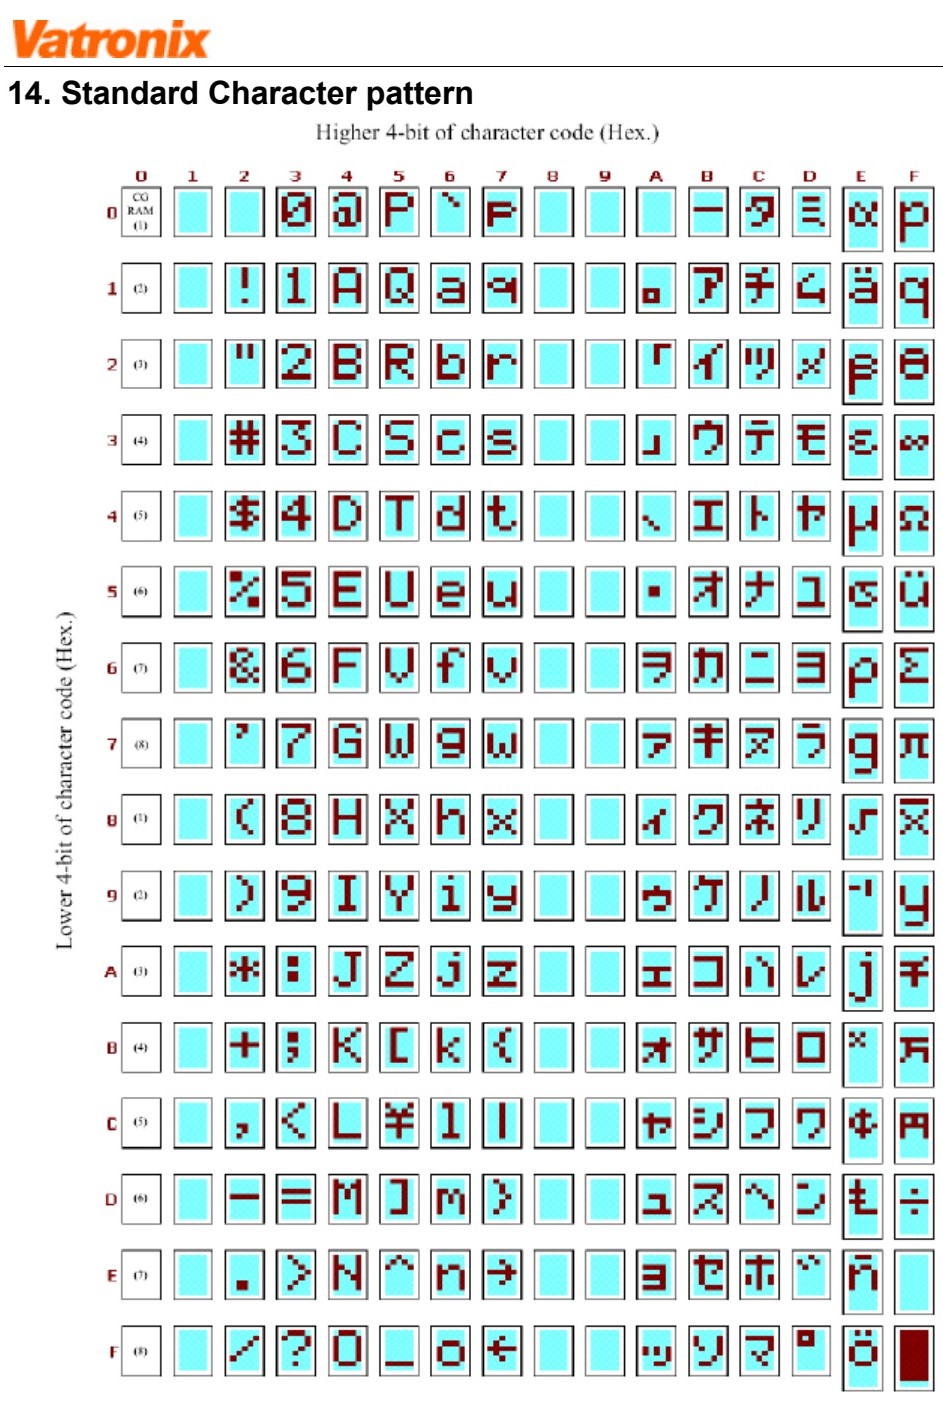 Vatronix
14. Standard Character pattern
Higher 4-bit of character code (Hex.)
Lower 4-bit of character code (Hex.)
0 1 2 3 4 5 6 7 8 9 A B C D E F
0 CG RAM (1) 0 @ P ` p ー タ ミ α p
1 (2) ! 1 A Q a q 。 ア チ ム ä q
2 (3) " 2 B R b r 「 イ ツ メ β θ
3 (4) # 3 C S c s 」 ウ テ モ ε ∞
4 (5) $ 4 D T d t 、 エ ト ヤ μ Ω
5 (6) % 5 E U e u ・ オ ナ ユ σ ü
6 (7) & 6 F V f v ヲ カ ニ ヨ ρ Σ
7 (8) ' 7 G W g w ァ キ ヌ ラ g π
8 (1) ( 8 H X h x ィ ク ネ リ √ x̄
9 (2) ) 9 I Y i y ゥ ケ ノ ル ⁻¹ y
A (3) * : J Z j z ェ コ ハ レ j 千
B (4) + ; K [ k { ォ サ ヒ ロ ˣ 万
C (5) , < L ¥ l | ャ シ フ ワ ¢ 円
D (6) - = M ] m } ュ ス ヘ ン Ł ÷
E (7) . > N ^ n → ョ セ ホ ゛ ñ
F (8) / ? O _ o ← ッ ソ マ ゜ ö █